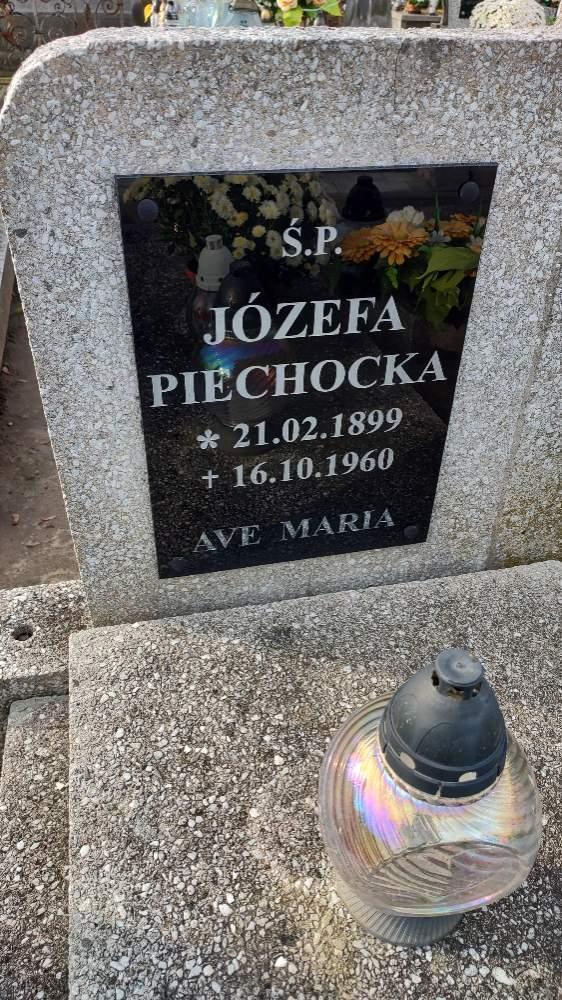 Ś.P.
JÓZEFA
PIECHOCKA
* 21.02.1899
† 16.10.1960
AVE MARIA